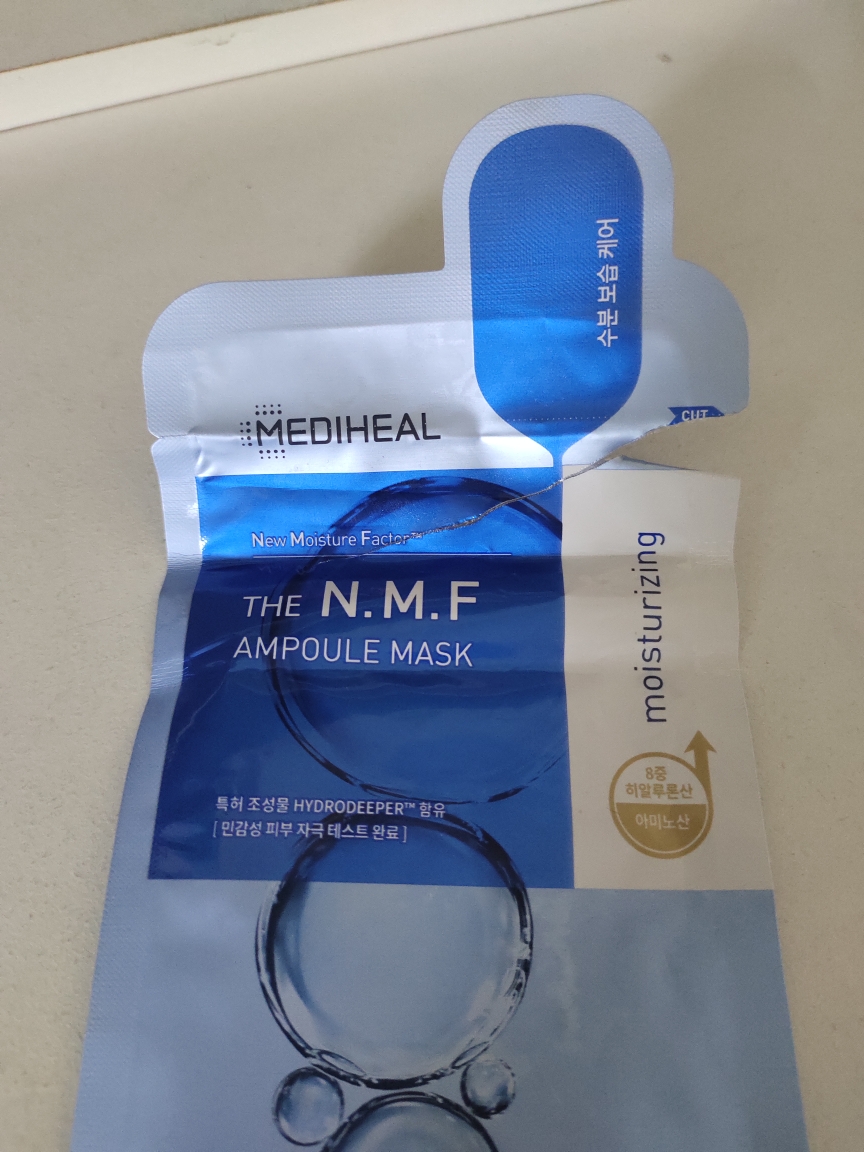 수분 보습 케어
CUT
MEDIHEAL
New Moisture Factor™
THE N.M.F
AMPOULE MASK
moisturizing
8중
히알루론산
아미노산
특허 조성물 HYDRODEEPER™ 함유
[ 민감성 피부 자극 테스트 완료 ]